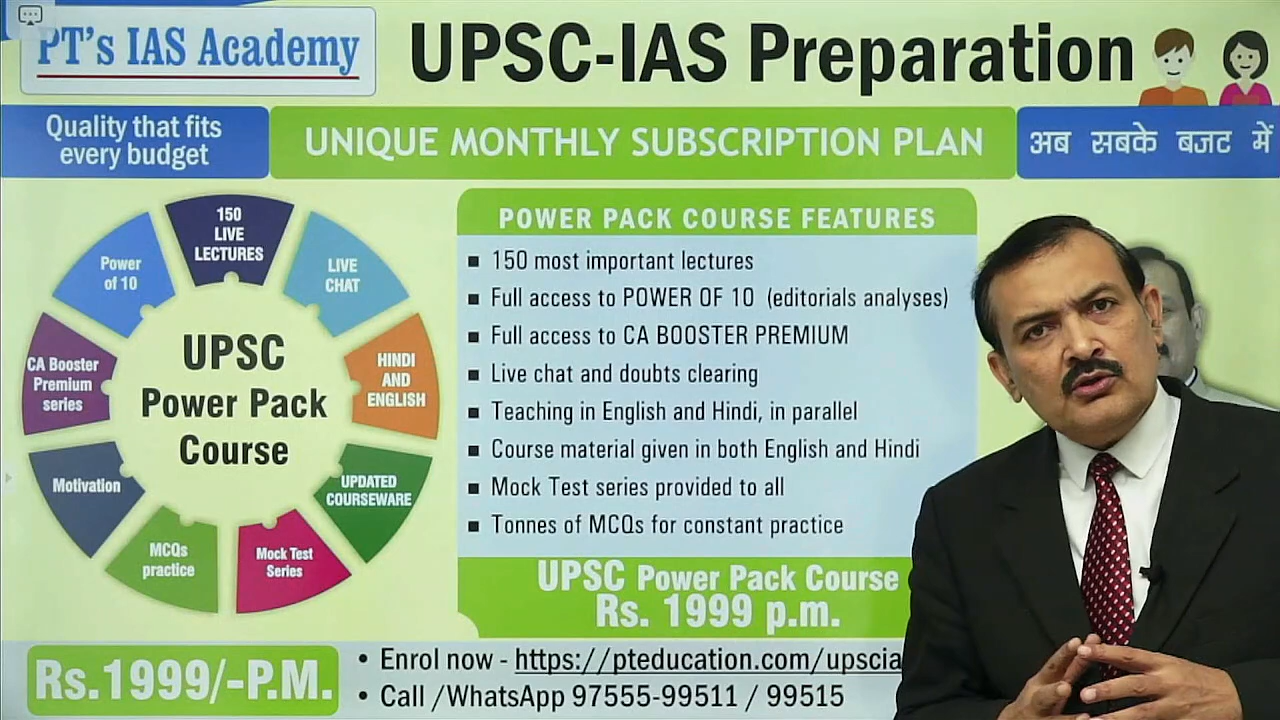 PT's IAS Academy
UPSC-IAS Preparation
Quality that fits
every budget
UNIQUE MONTHLY SUBSCRIPTION PLAN
अब सबके बजट में
150
LIVE
LECTURES
LIVE
CHAT
HINDI
AND
ENGLISH
UPDATED
COURSEWARE
Mock Test
Series
MCQs
practice
Motivation
CA Booster
Premium
series
Power
of 10
UPSC
Power Pack
Course
POWER PACK COURSE FEATURES
▪ 150 most important lectures
▪ Full access to POWER OF 10 (editorials analyses)
▪ Full access to CA BOOSTER PREMIUM
▪ Live chat and doubts clearing
▪ Teaching in English and Hindi, in parallel
▪ Course material given in both English and Hindi
▪ Mock Test series provided to all
▪ Tonnes of MCQs for constant practice
UPSC Power Pack Course
Rs. 1999 p.m.
Rs.1999/-P.M.
• Enrol now - https://pteducation.com/upscia
• Call /WhatsApp 97555-99511 / 99515